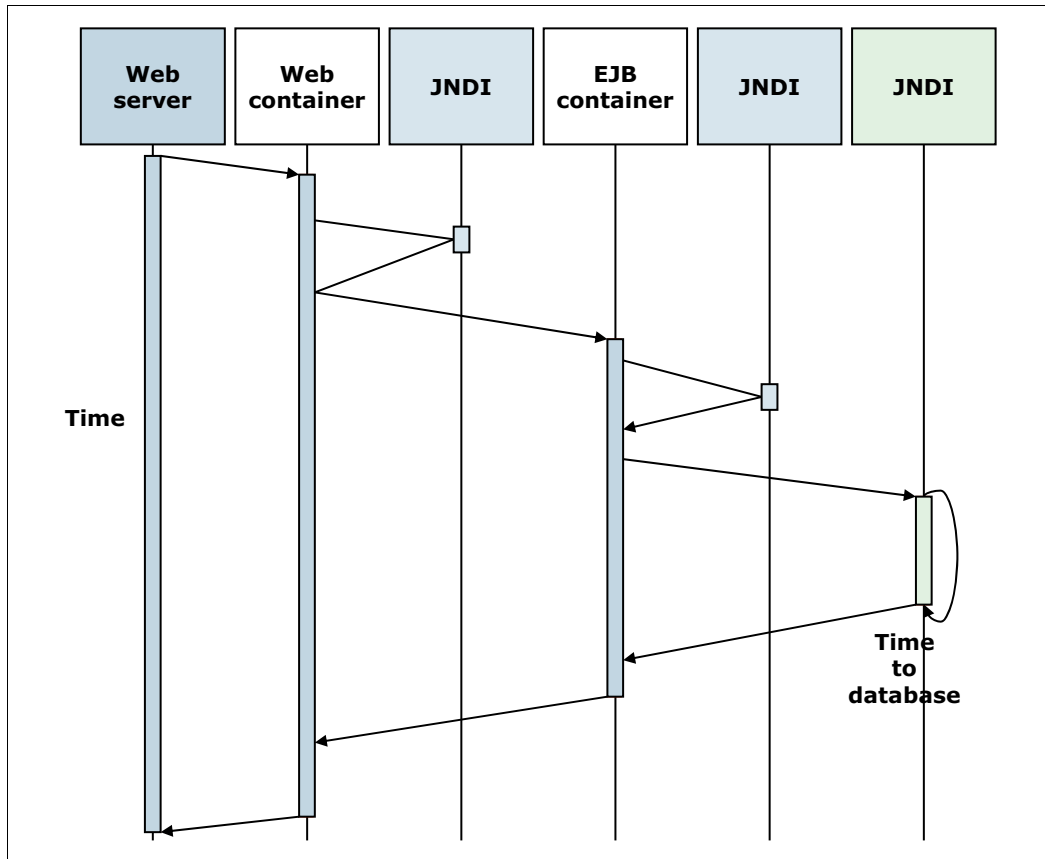 Web
server
Web
container
JNDI
EJB
container
JNDI
JNDI
Time
Time
to
database